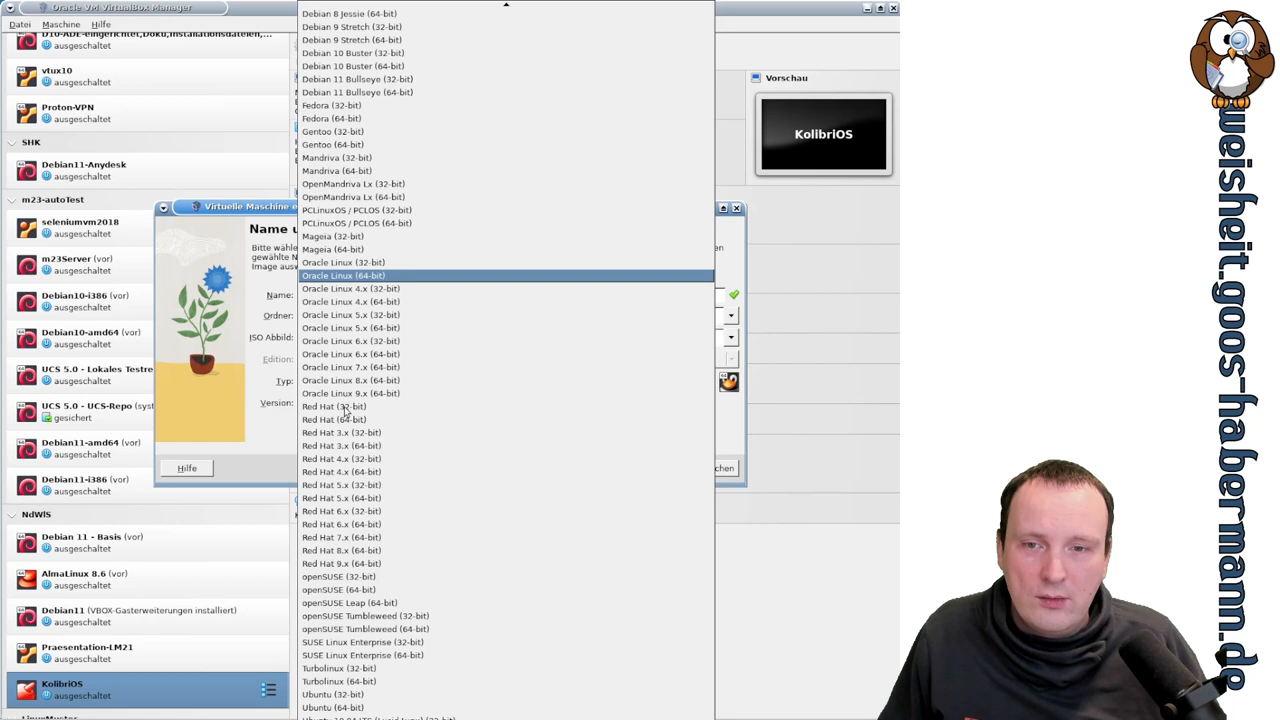 Oracle VM VirtualBox Manager
Datei Maschine Hilfe
D10-ADE-eingerichtet,Doku,Installationsdateien,...
ausgeschaltet
vtux10
ausgeschaltet
Proton-VPN
ausgeschaltet
SHK
Debian11-Anydesk
ausgeschaltet
m23-autoTest
seleniumvm2018
ausgeschaltet
m23Server (vor)
ausgeschaltet
Debian10-i386 (vor)
ausgeschaltet
Debian10-amd64 (vor)
ausgeschaltet
UCS 5.0 - Lokales Testre
ausgeschaltet
UCS 5.0 - UCS-Repo (syst
gesichert
Debian11-amd64 (vor)
ausgeschaltet
Debian11-i386 (vor)
ausgeschaltet
NdWIS
Debian 11 - Basis (vor)
ausgeschaltet
AlmaLinux 8.6 (vor)
ausgeschaltet
Debian11 (VBOX-Gasterweiterungen installiert)
ausgeschaltet
Praesentation-LM21
ausgeschaltet
KolibriOS
ausgeschaltet
LinuxMuster
Virtuelle Maschine e
Name u
Bitte wähle
Image ausw
Name:
Ordner:
ISO Abbild:
Edition:
Typ:
Version:
Hilfe
Debian 8 Jessie (64-bit)
Debian 9 Stretch (32-bit)
Debian 9 Stretch (64-bit)
Debian 10 Buster (32-bit)
Debian 10 Buster (64-bit)
Debian 11 Bullseye (32-bit)
Debian 11 Bullseye (64-bit)
Fedora (32-bit)
Fedora (64-bit)
Gentoo (32-bit)
Gentoo (64-bit)
Mandriva (32-bit)
Mandriva (64-bit)
OpenMandriva Lx (32-bit)
OpenMandriva Lx (64-bit)
PCLinuxOS / PCLOS (32-bit)
PCLinuxOS / PCLOS (64-bit)
Mageia (32-bit)
Mageia (64-bit)
Oracle Linux (32-bit)
Oracle Linux (64-bit)
Oracle Linux 4.x (32-bit)
Oracle Linux 4.x (64-bit)
Oracle Linux 5.x (32-bit)
Oracle Linux 5.x (64-bit)
Oracle Linux 6.x (32-bit)
Oracle Linux 6.x (64-bit)
Oracle Linux 7.x (64-bit)
Oracle Linux 8.x (64-bit)
Oracle Linux 9.x (64-bit)
Red Hat (32-bit)
Red Hat (64-bit)
Red Hat 3.x (32-bit)
Red Hat 3.x (64-bit)
Red Hat 4.x (32-bit)
Red Hat 4.x (64-bit)
Red Hat 5.x (32-bit)
Red Hat 5.x (64-bit)
Red Hat 6.x (32-bit)
Red Hat 6.x (64-bit)
Red Hat 7.x (64-bit)
Red Hat 8.x (64-bit)
Red Hat 9.x (64-bit)
openSUSE (32-bit)
openSUSE (64-bit)
openSUSE Leap (64-bit)
openSUSE Tumbleweed (32-bit)
openSUSE Tumbleweed (64-bit)
SUSE Linux Enterprise (32-bit)
SUSE Linux Enterprise (64-bit)
Turbolinux (32-bit)
Turbolinux (64-bit)
Ubuntu (32-bit)
Ubuntu (64-bit)
den
chen
Vorschau
KolibriOS
weisheit.goos-habermann.de